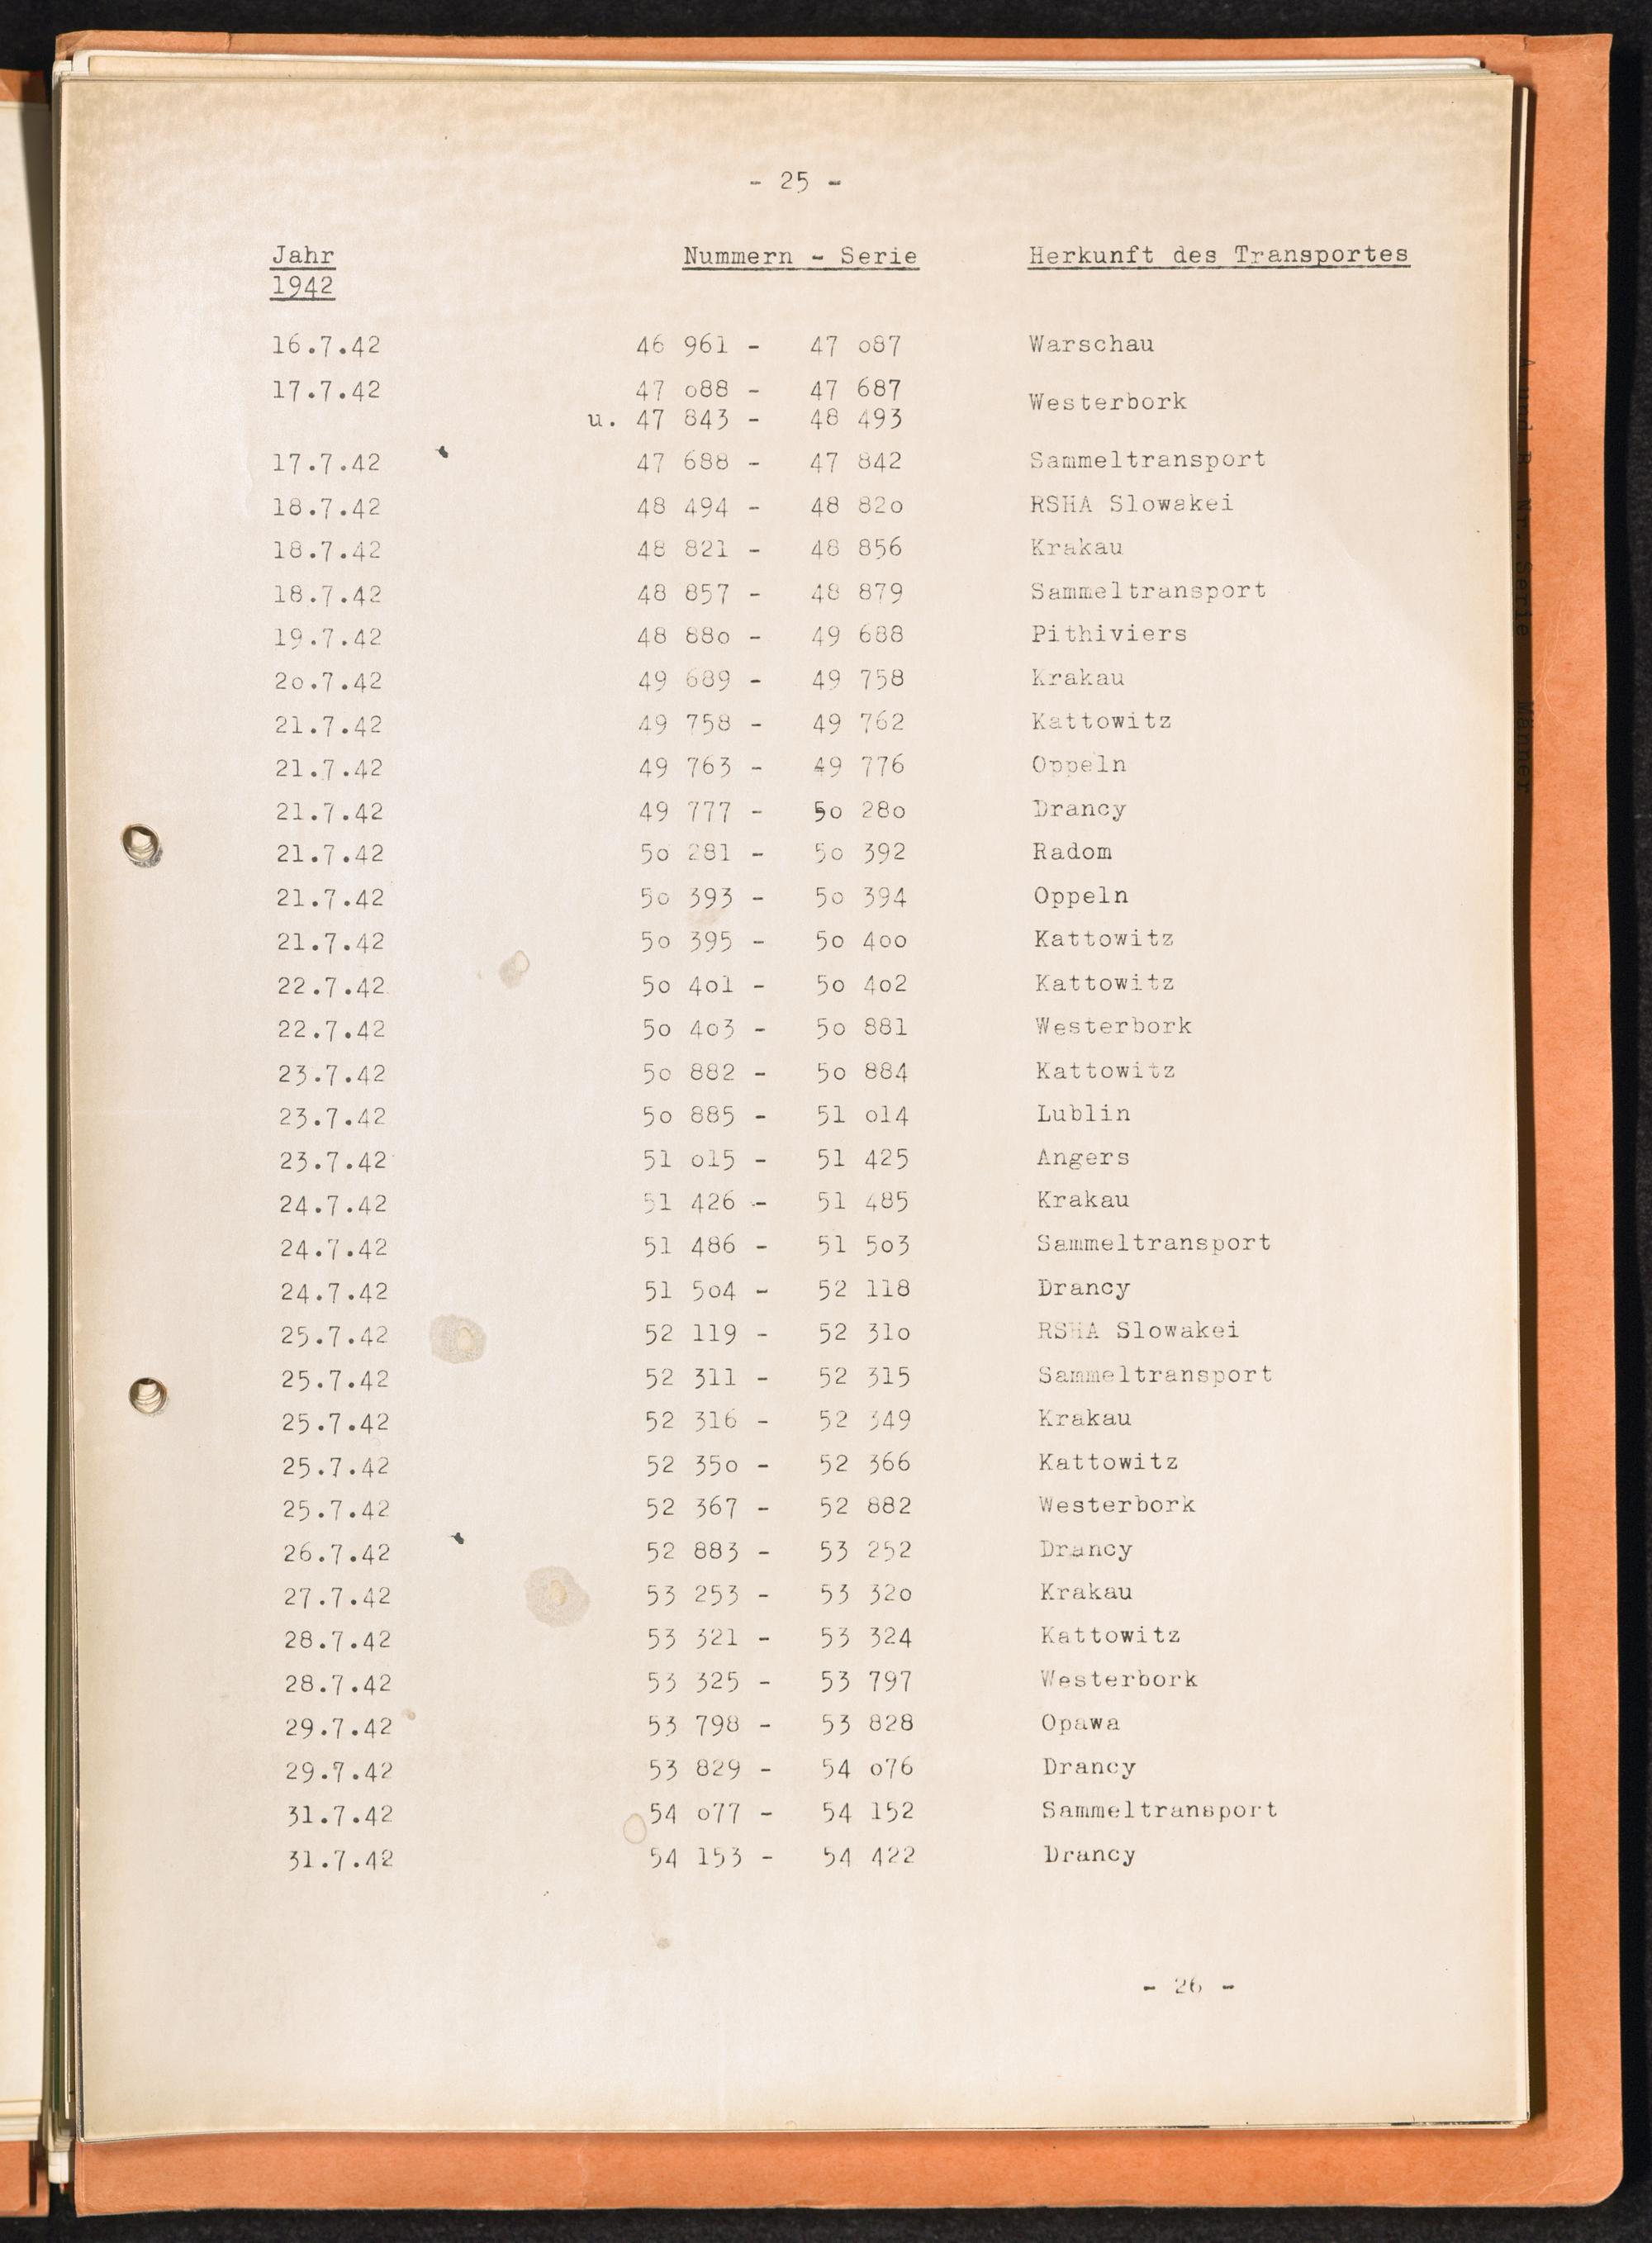 - 25 -
Jahr Nummern - Serie Herkunft des Transportes
1942
16.7.42 46 961 - 47 o87 Warschau
17.7.42 47 o88 - 47 687
Westerbork
u. 47 843 - 48 493
17.7.42 47 688 - 47 842 Sammeltransport
18.7.42 48 494 - 48 82o RSHA Slowakei
18.7.42 48 821 - 48 856 Krakau
18.7.42 48 857 - 48 879 Sammeltransport
19.7.42 48 88o - 49 688 Pithiviers
2o.7.42 49 689 - 49 758 Krakau
21.7.42 49 758 - 49 762 Kattowitz
21.7.42 49 763 - 49 776 Oppeln
21.7.42 49 777 - 5o 28o Drancy
21.7.42 5o 281 - 5o 392 Radom
21.7.42 5o 393 - 5o 394 Oppeln
21.7.42 5o 395 - 5o 4oo Kattowitz
22.7.42 5o 4o1 - 5o 4o2 Kattowitz
22.7.42 5o 4o3 - 5o 881 Westerbork
23.7.42 5o 882 - 5o 884 Kattowitz
23.7.42 5o 885 - 51 o14 Lublin
23.7.42 51 o15 - 51 425 Angers
24.7.42 51 426 - 51 485 Krakau
24.7.42 51 486 - 51 5o3 Sammeltransport
24.7.42 51 5o4 - 52 118 Drancy
25.7.42 52 119 - 52 31o RSHA Slowakei
25.7.42 52 311 - 52 315 Sammeltransport
25.7.42 52 316 - 52 349 Krakau
25.7.42 52 35o - 52 366 Kattowitz
25.7.42 52 367 - 52 882 Westerbork
26.7.42 52 883 - 53 252 Drancy
27.7.42 53 253 - 53 32o Krakau
28.7.42 53 321 - 53 324 Kattowitz
28.7.42 53 325 - 53 797 Westerbork
29.7.42 53 798 - 53 828 Opawa
29.7.42 53 829 - 54 o76 Drancy
31.7.42 54 o77 - 54 152 Sammeltransport
31.7.42 54 153 - 54 422 Drancy
- 26 -
Nr. Serie Männer